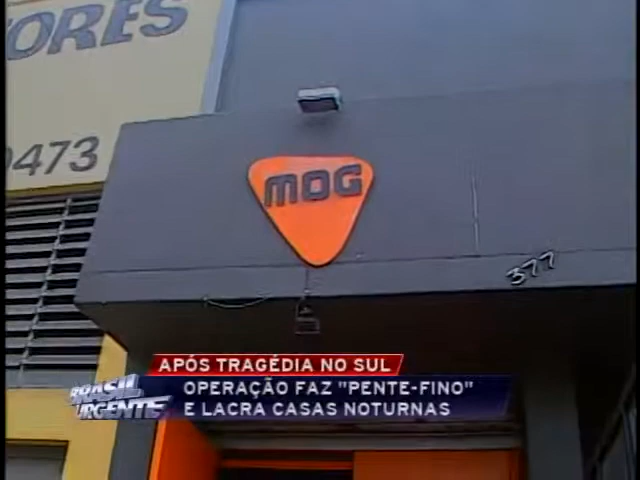 ORES
0473
MOG
377
APÓS TRAGÉDIA NO SUL
OPERAÇÃO FAZ "PENTE-FINO"
E LACRA CASAS NOTURNAS
BRASIL
URGENTE